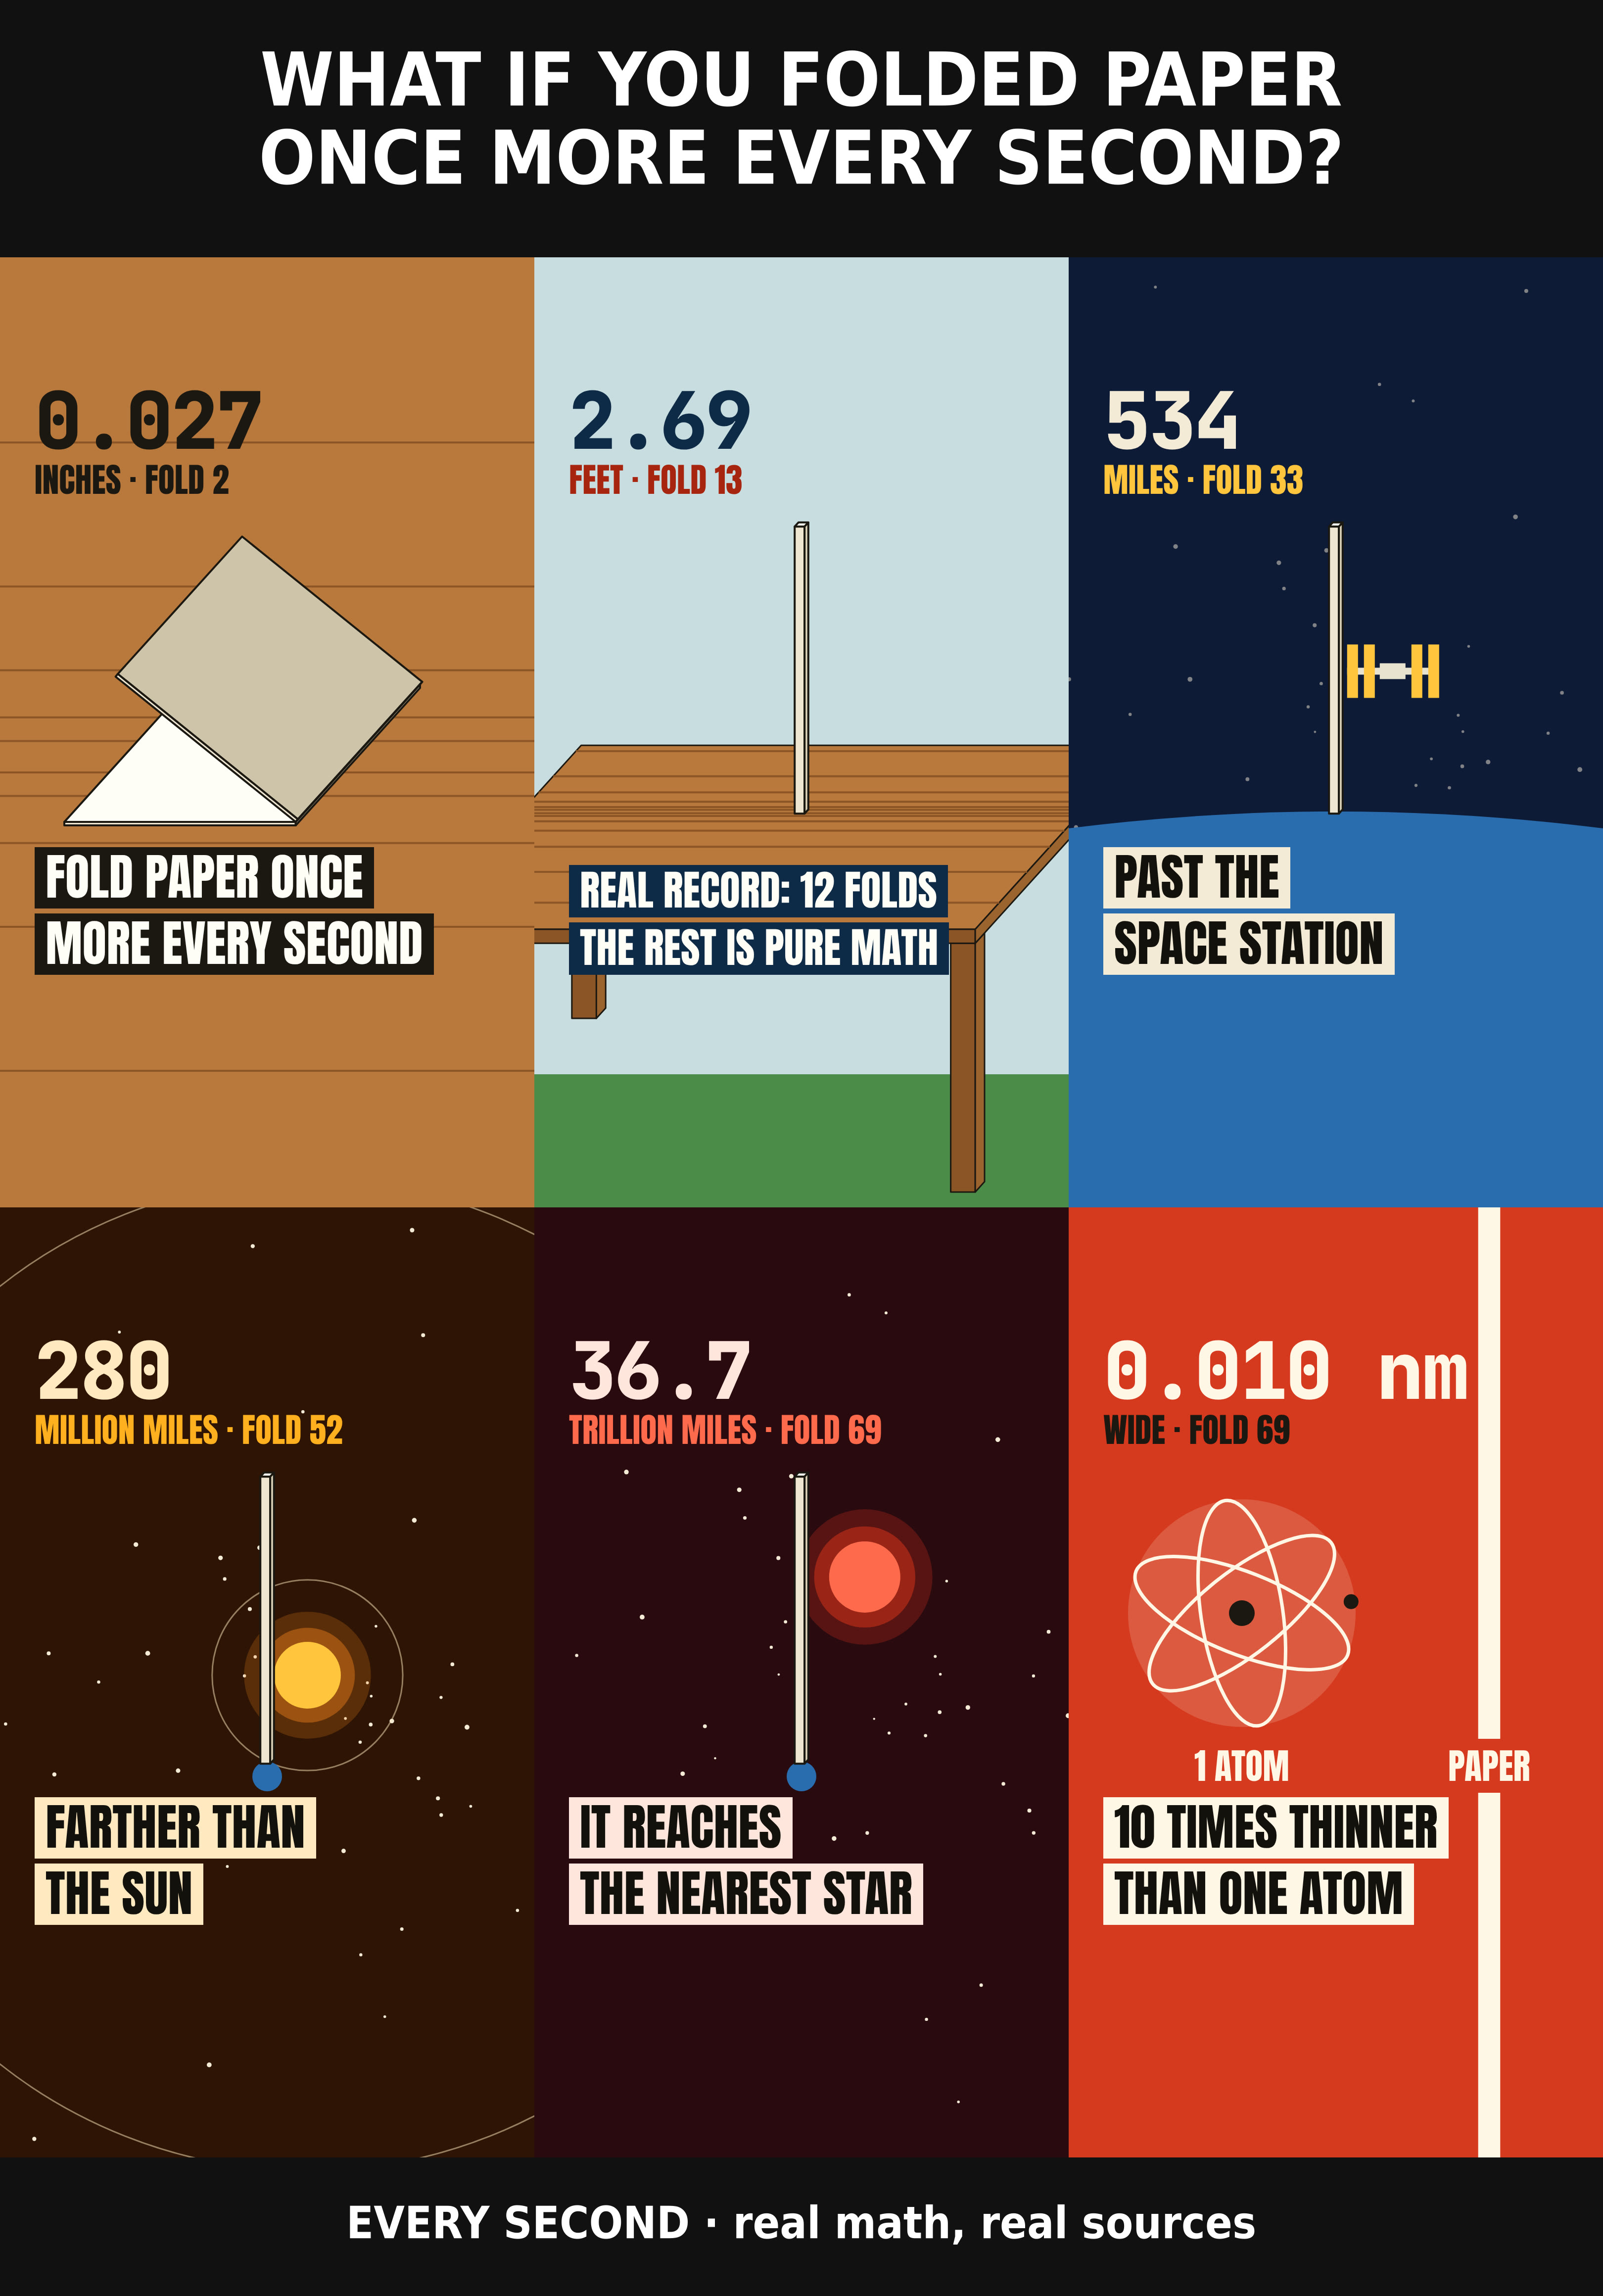 WHAT IF YOU FOLDED PAPER
ONCE MORE EVERY SECOND?
0.027
INCHES · FOLD 2
FOLD PAPER ONCE
MORE EVERY SECOND
2.69
FEET · FOLD 13
REAL RECORD: 12 FOLDS
THE REST IS PURE MATH
534
MILES · FOLD 33
PAST THE
SPACE STATION
280
MILLION MILES · FOLD 52
FARTHER THAN
THE SUN
36.7
TRILLION MILES · FOLD 69
IT REACHES
THE NEAREST STAR
0.010 nm
WIDE · FOLD 69
1 ATOM
PAPER
10 TIMES THINNER
THAN ONE ATOM
EVERY SECOND · real math, real sources